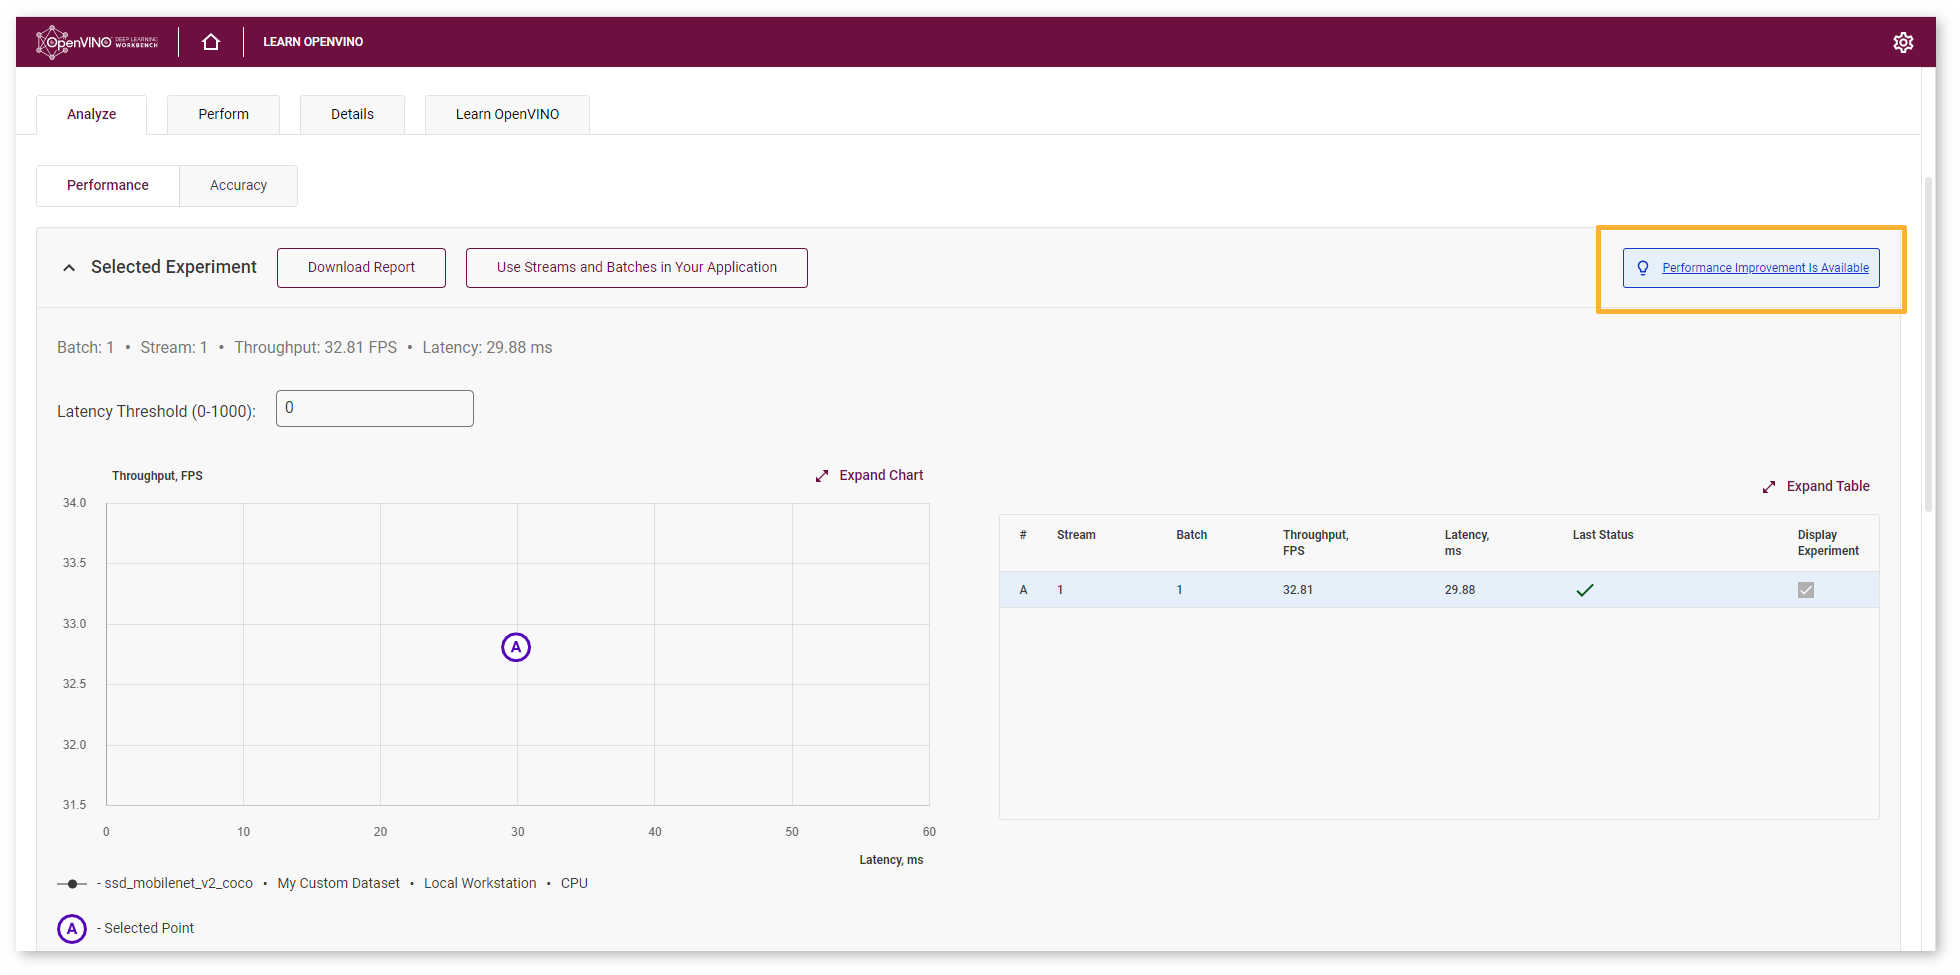 OpenVINO DEEP LEARNING
WORKBENCH
LEARN OPENVINO
Analyze
Perform
Details
Learn OpenVINO
Performance
Accuracy
Selected Experiment
Download Report
Use Streams and Batches in Your Application
Performance Improvement Is Available
Batch: 1 • Stream: 1 • Throughput: 32.81 FPS • Latency: 29.88 ms
Latency Threshold (0-1000):
0
Throughput, FPS
Expand Chart
34.0
33.5
33.0
32.5
32.0
31.5
A
0 10 20 30 40 50 60
Latency, ms
- ssd_mobilenet_v2_coco • My Custom Dataset • Local Workstation • CPU
A - Selected Point
Expand Table
# Stream Batch Throughput, FPS Latency, ms Last Status Display Experiment
A 1 1 32.81 29.88